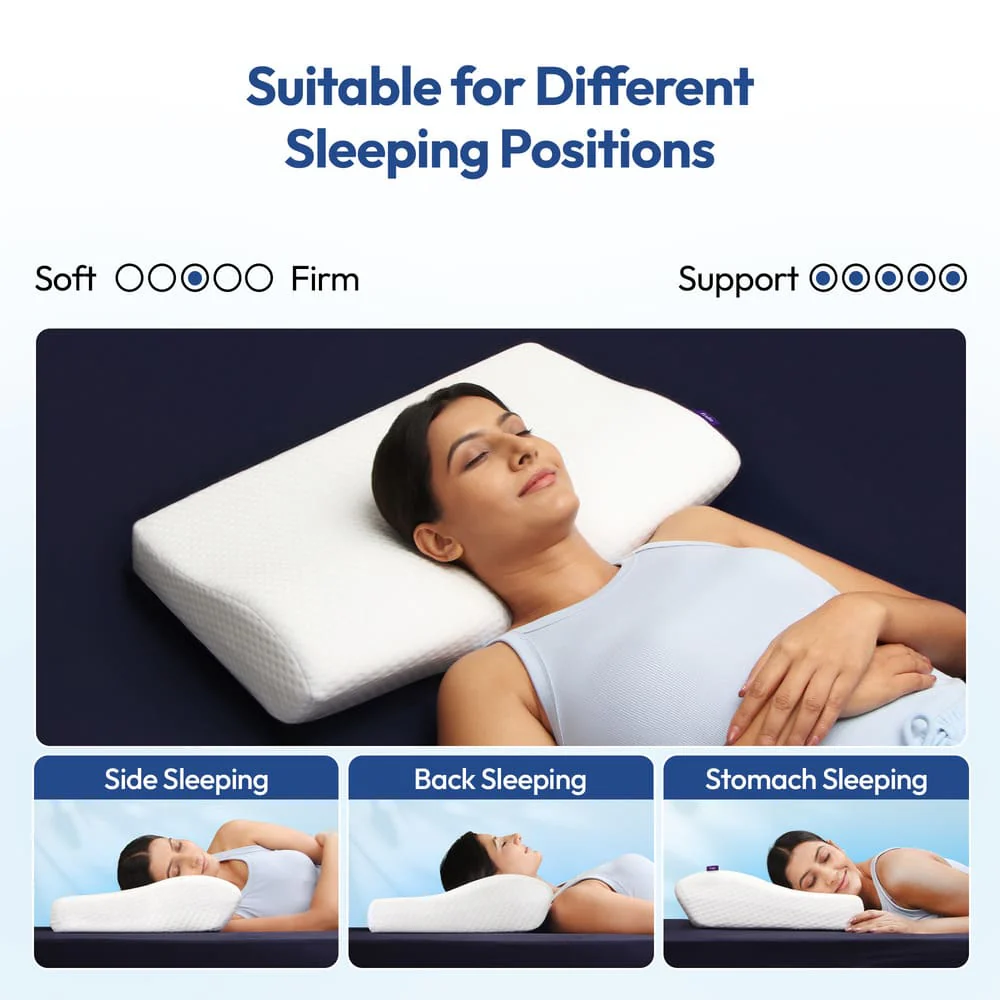 Suitable for Different
Sleeping Positions
Soft Firm Support
Side Sleeping Back Sleeping Stomach Sleeping